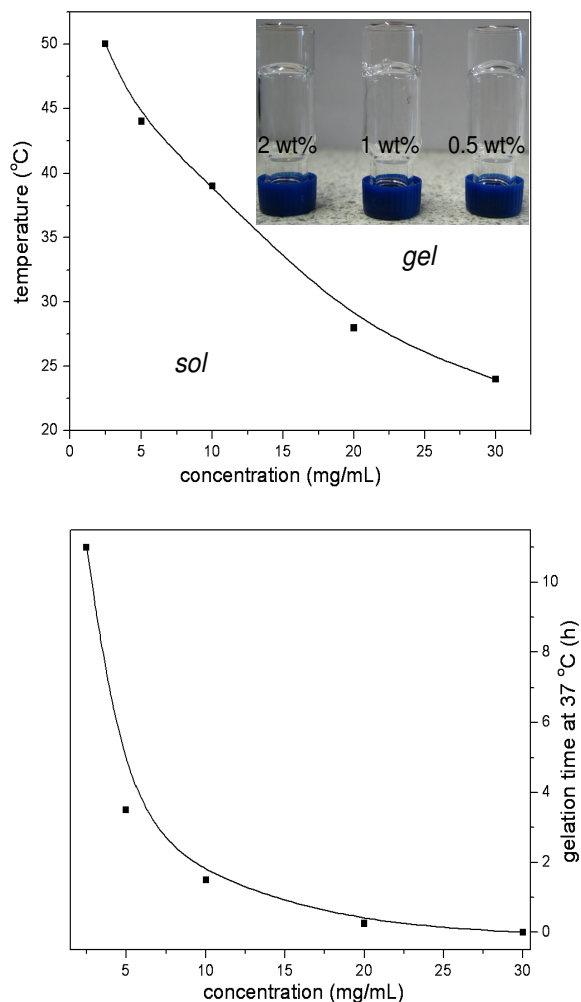 50
45
40
35
30
25
20
temperature (°C)
2 wt% 1 wt% 0.5 wt%
gel
sol
0 5 10 15 20 25 30
concentration (mg/mL)
10
8
6
4
2
0
gelation time at 37 °C (h)
5 10 15 20 25 30
concentration (mg/mL)